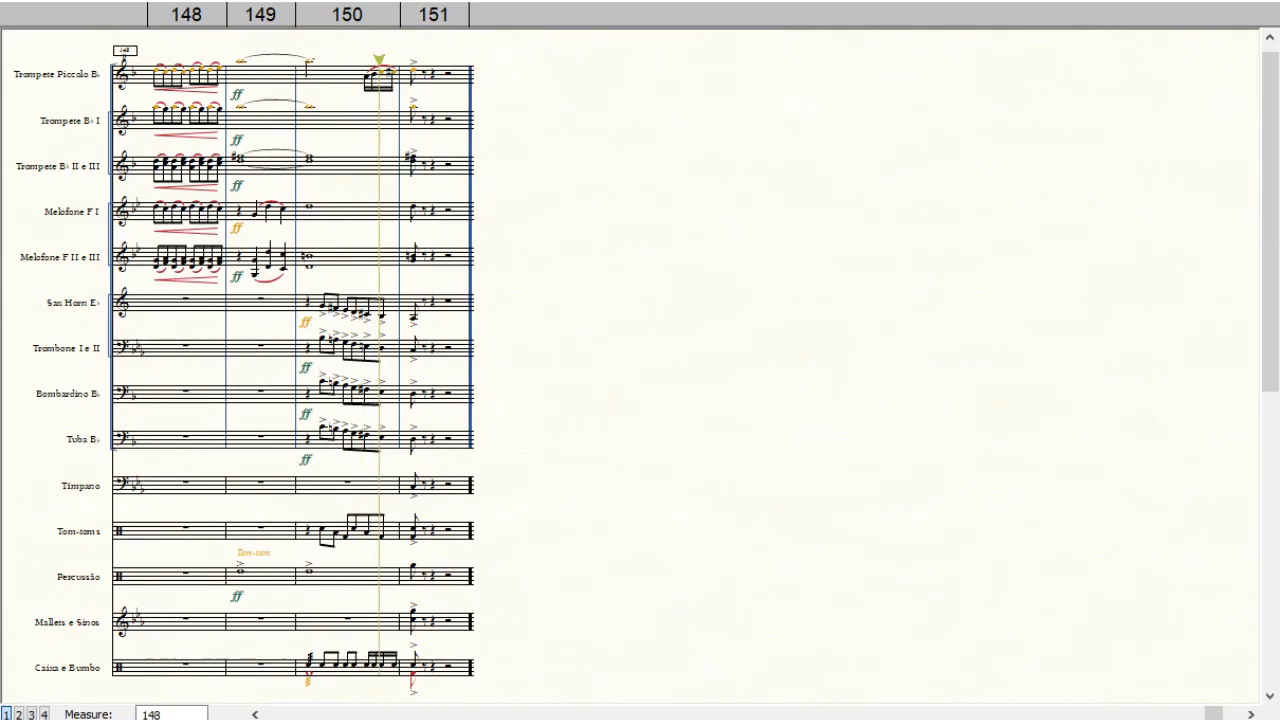 148 149 150 151
148
Trompete Piccolo B♭
ff
Trompete B♭ I
ff
Trompete B♭ II e III
ff
Melofone F I
ff
Melofone F II e III
ff
Sax Horn E♭
ff
Trombone I e II
ff
Bombardino B♭
ff
Tuba B♭
ff
Tímpano
Tom-toms
Tam-tam
Percussão
ff
Mallets e Sinos
Caixa e Bumbo
1 2 3 4 Measure: 148